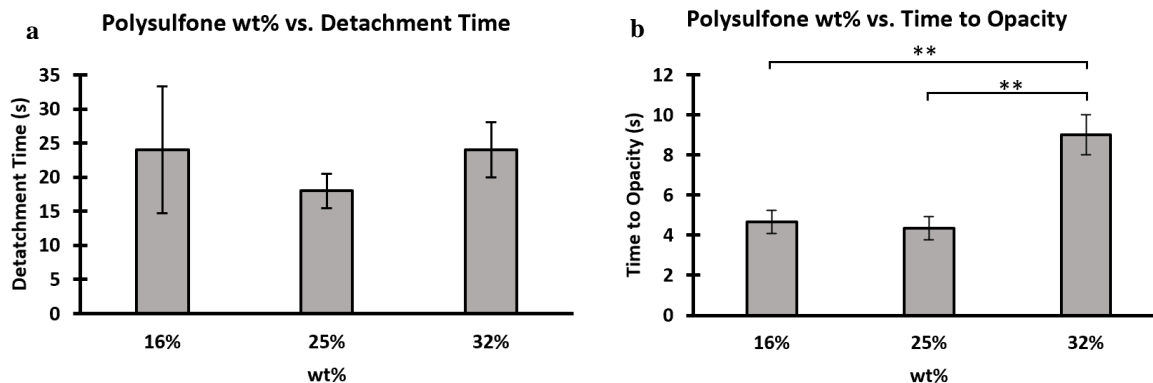 a
Polysulfone wt% vs. Detachment Time
Detatchment Time (s)
35
30
25
20
15
10
5
0
16%
25%
32%
wt%
b
Polysulfone wt% vs. Time to Opacity
Time to Opacity (s)
**
**
12
10
8
6
4
2
0
16%
25%
32%
wt%